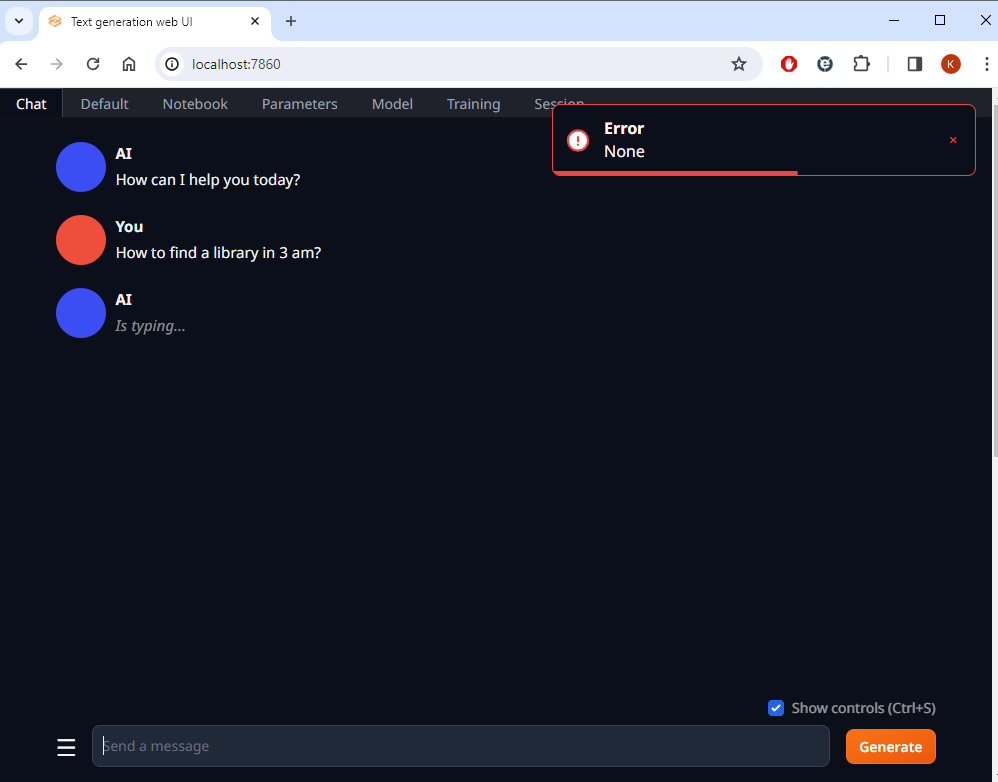 Text generation web UI
localhost:7860
K
Chat Default Notebook Parameters Model Training Session
Error
None
AI
How can I help you today?
You
How to find a library in 3 am?
AI
Is typing...
Show controls (Ctrl+S)
Send a message
Generate